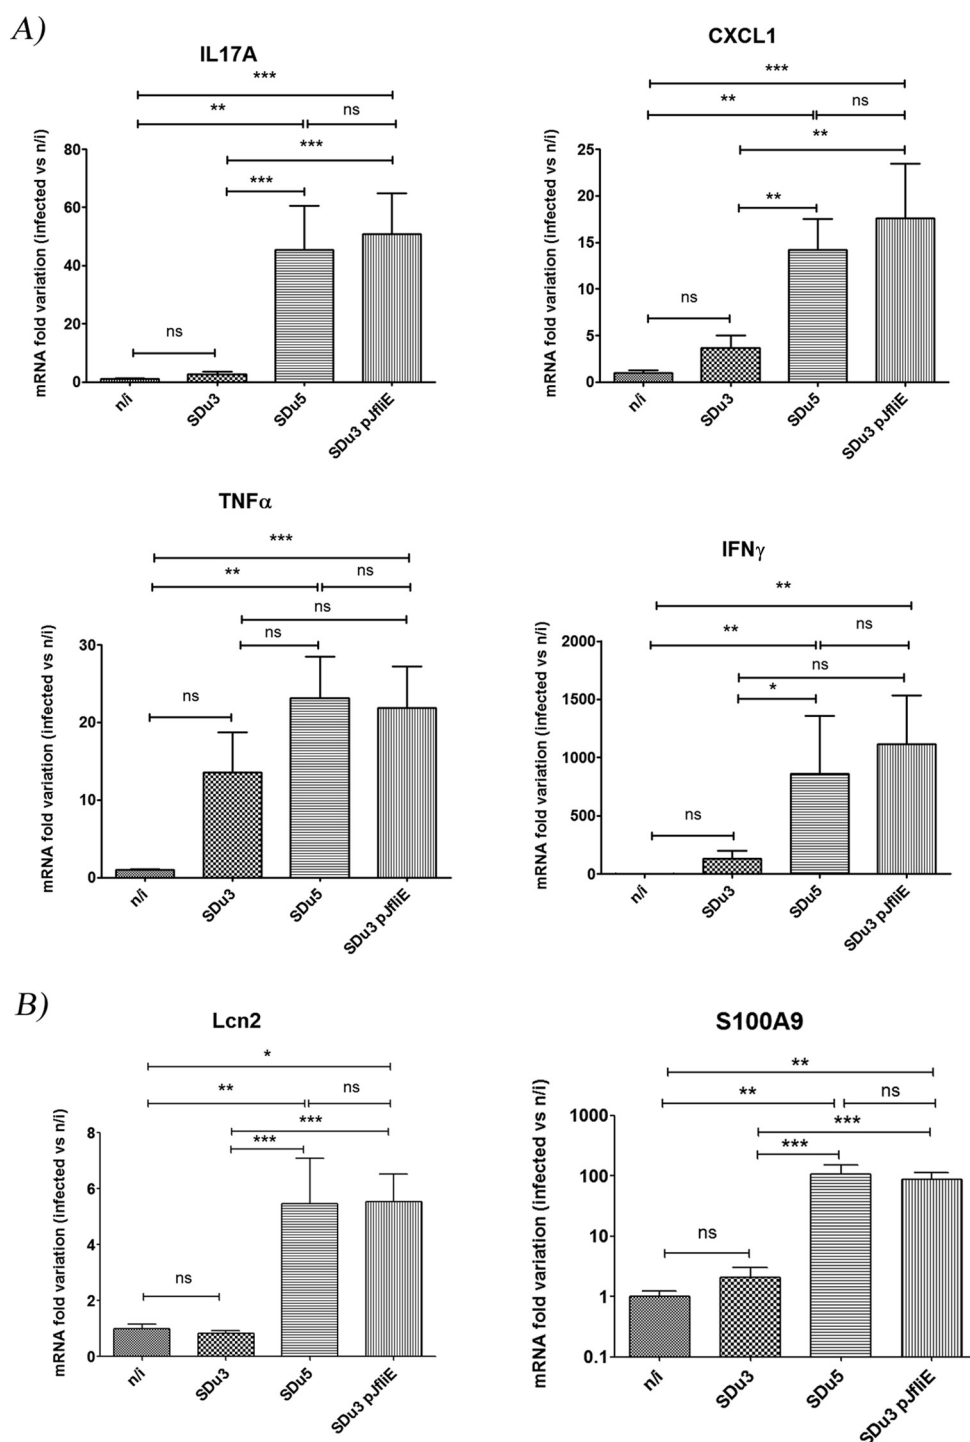 A)
IL17A
***
**
ns
***
***
ns
mRNA fold variation (infected vs n/i)
80
60
40
20
0
n/i
SDu3
SDu5
SDu3 pJfliE
CXCL1
***
**
ns
**
**
ns
mRNA fold variation (infected vs n/i)
25
20
15
10
5
0
n/i
SDu3
SDu5
SDu3 pJfliE
TNFα
***
**
ns
ns
ns
ns
mRNA fold variation (infected vs n/i)
30
20
10
0
n/i
SDu3
SDu5
SDu3 pJfliE
IFNγ
**
**
ns
ns
*
ns
mRNA fold variation (infected vs n/i)
2000
1500
1000
500
0
n/i
SDu3
SDu5
SDu3 pJfliE
B)
Lcn2
*
**
ns
***
***
ns
mRNA fold variation (infected vs n/i)
8
6
4
2
0
n/i
SDu3
SDu5
SDu3 pJfliE
S100A9
**
**
ns
***
***
ns
mRNA fold variation (infected vs n/i)
1000
100
10
1
0.1
n/i
SDu3
SDu5
SDu3 pJfliE